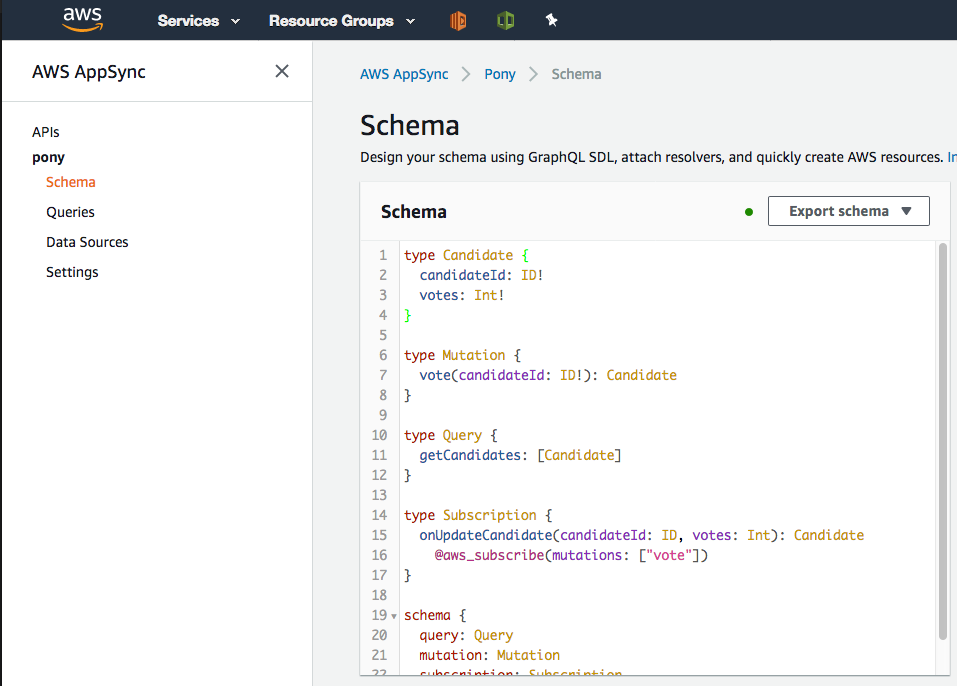 aws Services Resource Groups
AWS AppSync
APIs
pony
Schema
Queries
Data Sources
Settings
AWS AppSync Pony Schema
Schema
Design your schema using GraphQL SDL, attach resolvers, and quickly create AWS resources. In
Schema
Export schema
1 type Candidate {
2 candidateId: ID!
3 votes: Int!
4 }
5
6 type Mutation {
7 vote(candidateId: ID!): Candidate
8 }
9
10 type Query {
11 getCandidates: [Candidate]
12 }
13
14 type Subscription {
15 onUpdateCandidate(candidateId: ID, votes: Int): Candidate
16 @aws_subscribe(mutations: ["vote"])
17 }
18
19 schema {
20 query: Query
21 mutation: Mutation
22 subscription: Subscription